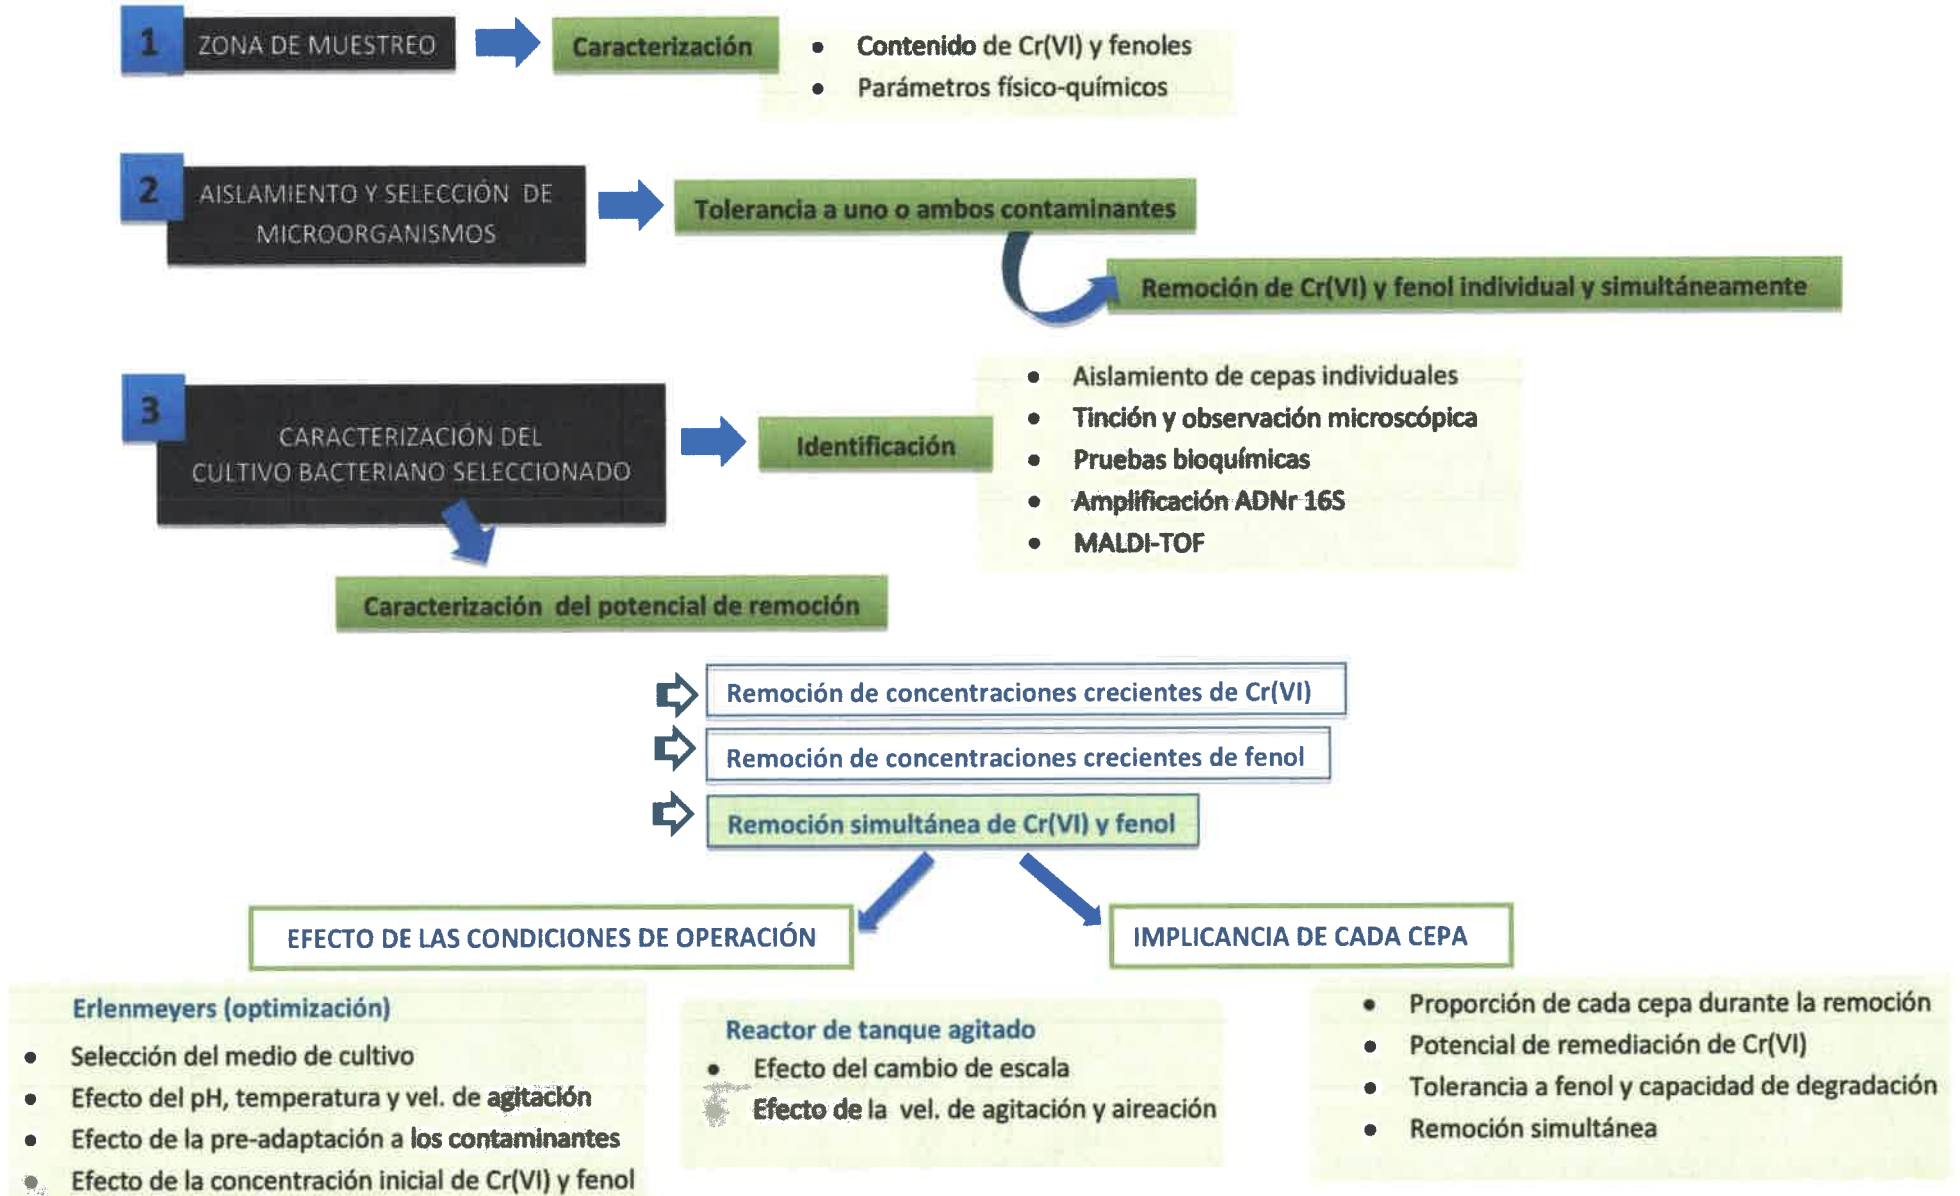 1
ZONA DE MUESTREO
Caracterización
• Contenido de Cr(VI) y fenoles
• Parámetros físico-químicos
2
AISLAMIENTO Y SELECCIÓN DE
MICROORGANISMOS
Tolerancia a uno o ambos contaminantes
Remoción de Cr(VI) y fenol individual y simultáneamente
3
CARACTERIZACIÓN DEL
CULTIVO BACTERIANO SELECCIONADO
Identificación
• Aislamiento de cepas individuales
• Tinción y observación microscópica
• Pruebas bioquímicas
• Amplificación ADNr 16S
• MALDI-TOF
Caracterización del potencial de remoción
Remoción de concentraciones crecientes de Cr(VI)
Remoción de concentraciones crecientes de fenol
Remoción simultánea de Cr(VI) y fenol
EFECTO DE LAS CONDICIONES DE OPERACIÓN
IMPLICANCIA DE CADA CEPA
Erlenmeyers (optimización)
• Selección del medio de cultivo
• Efecto del pH, temperatura y vel. de agitación
• Efecto de la pre-adaptación a los contaminantes
• Efecto de la concentración inicial de Cr(VI) y fenol
Reactor de tanque agitado
• Efecto del cambio de escala
• Efecto de la vel. de agitación y aireación
• Proporción de cada cepa durante la remoción
• Potencial de remediación de Cr(VI)
• Tolerancia a fenol y capacidad de degradación
• Remoción simultánea